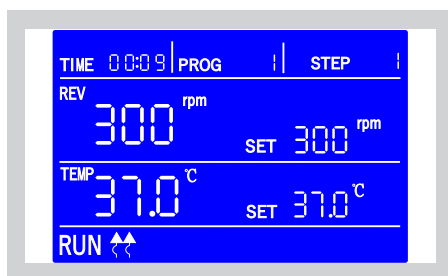 TIME 00:09 PROG 1 STEP 1
REV 300 rpm SET 300 rpm
TEMP 37.0 ℃ SET 37.0 ℃
RUN